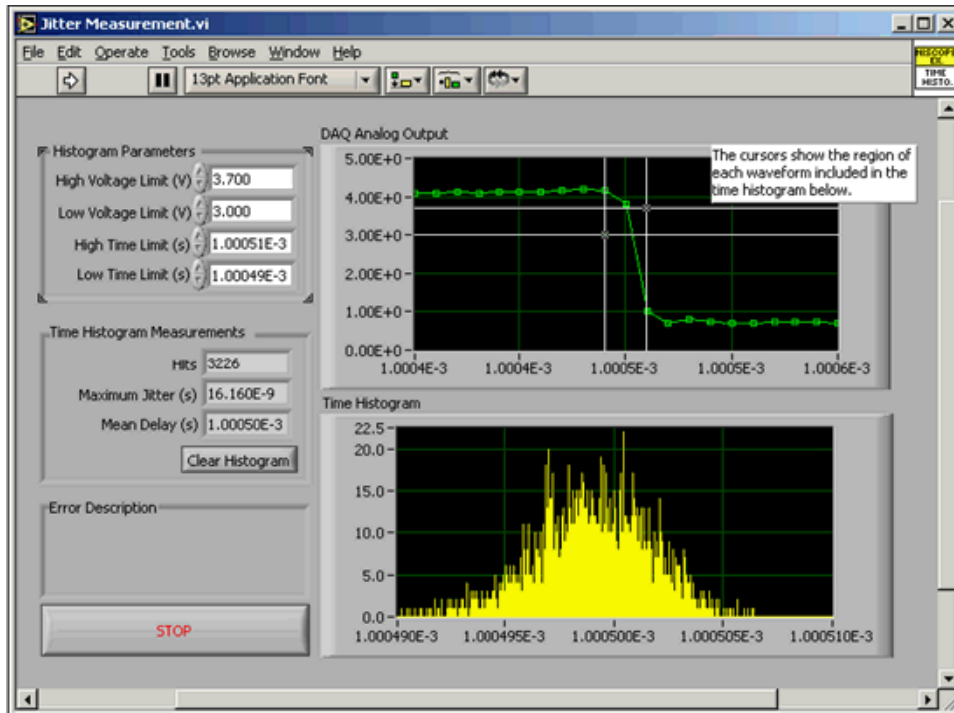 Jitter Measurement.vi
File Edit Operate Tools Browse Window Help
13pt Application Font
TIME
HISTO.
Histogram Parameters
High Voltage Limit (V) 3.700
Low Voltage Limit (V) 3.000
High Time Limit (s) 1.00051E-3
Low Time Limit (s) 1.00049E-3
Time Histogram Measurements
Hits 3226
Maximum Jitter (s) 16.160E-9
Mean Delay (s) 1.00050E-3
Clear Histogram
Error Description
STOP
DAQ Analog Output
The cursors show the region of
each waveform included in the
time histogram below.
5.00E+0
4.00E+0
3.00E+0
2.00E+0
1.00E+0
0.00E+0
1.0004E-3 1.0004E-3 1.0005E-3 1.0005E-3 1.0006E-3
Time Histogram
22.5
20.0
15.0
10.0
5.0
0.0
1.000490E-3 1.000495E-3 1.000500E-3 1.000505E-3 1.000510E-3